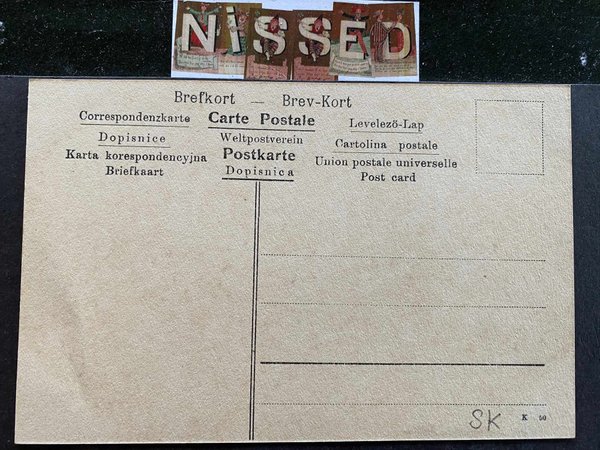 NiSSED
Brefkort — Brev-Kort
Correspondenzkarte Carte Postale Levelező-Lap
Dopisnice Weltpostverein Cartolina postale
Karta korespondencyjna Postkarte Union postale universelle
Briefkaart Dopisnica Post card
SK K 50